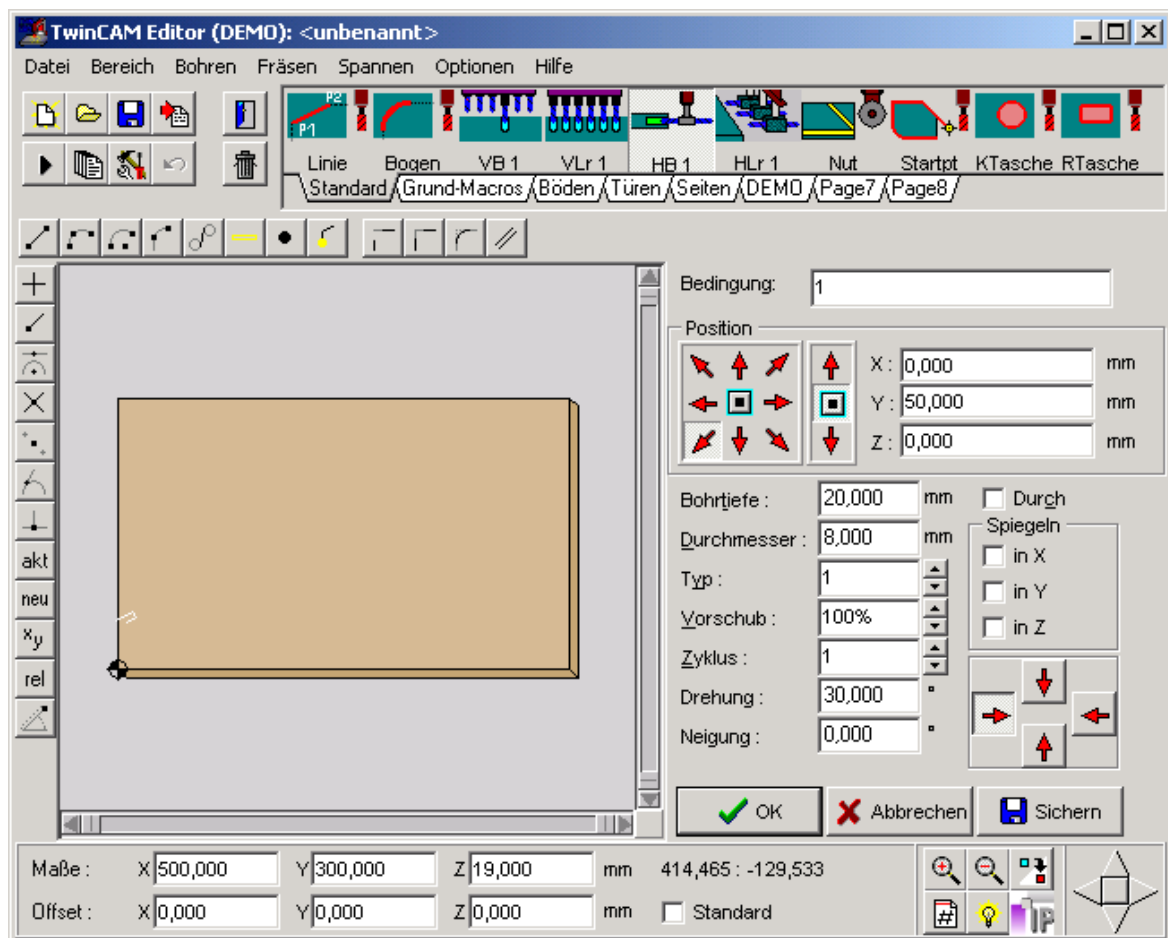 TwinCAM Editor (DEMO): <unbenannt>
Datei Bereich Bohren Fräsen Spannen Optionen Hilfe
P2
P1
Linie Bogen VB 1 VLr 1 HB 1 HLr 1 Nut Startpt KTasche RTasche
Standard Grund-Macros Böden Türen Seiten DEMO Page7 Page8
Bedingung: 1
Position
X : 0,000 mm
Y : 50,000 mm
Z : 0,000 mm
akt
neu
xy
rel
Bohrtiefe : 20,000 mm Durch
Durchmesser : 8,000 mm Spiegeln
in X
Typ : 1
in Y
Vorschub : 100%
in Z
Zyklus : 1
Drehung : 30,000 °
Neigung : 0,000 °
OK Abbrechen Sichern
Maße : X 500,000 Y 300,000 Z 19,000 mm 414,465 : -129,533
Offset : X 0,000 Y 0,000 Z 0,000 mm Standard
#
IP